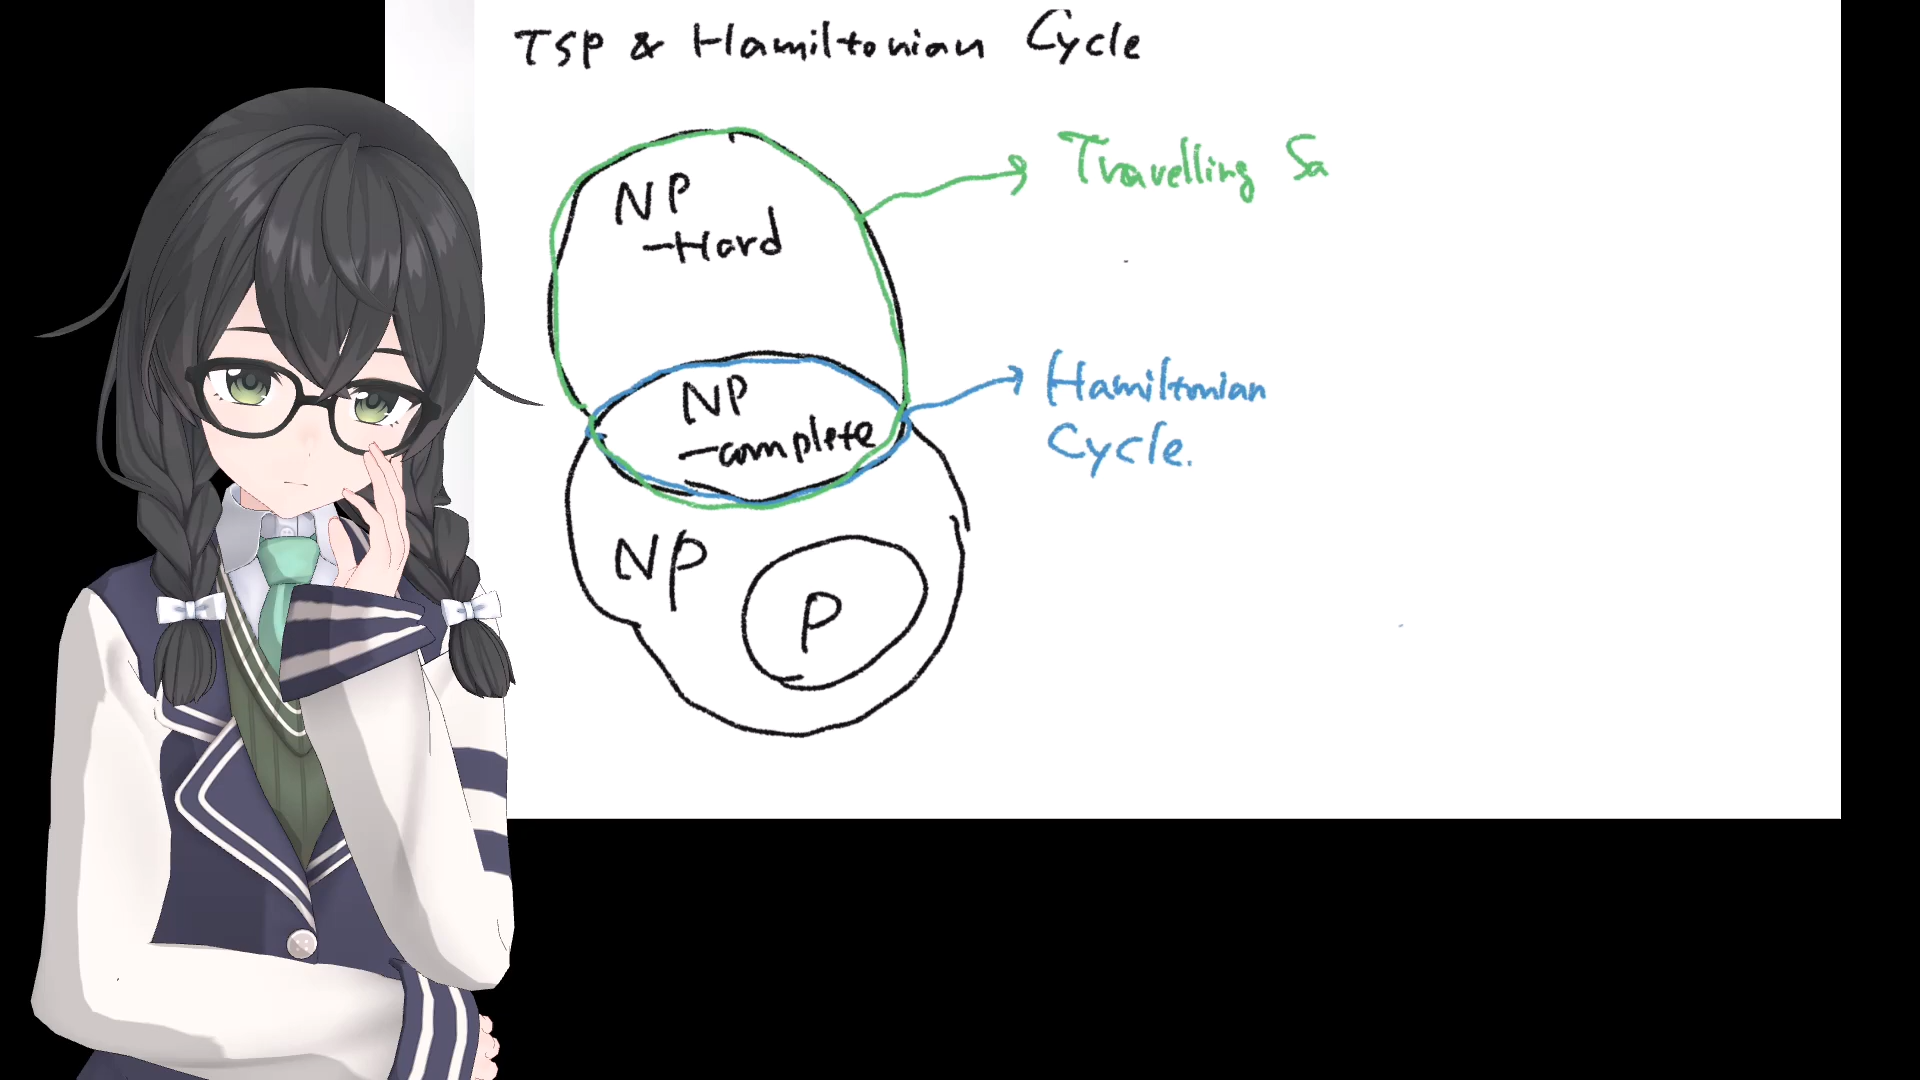 TSP & Hamiltonian Cycle
Travelling Sa
NP
-Hard
Hamiltonian
Cycle.
NP
-complete
NP
P